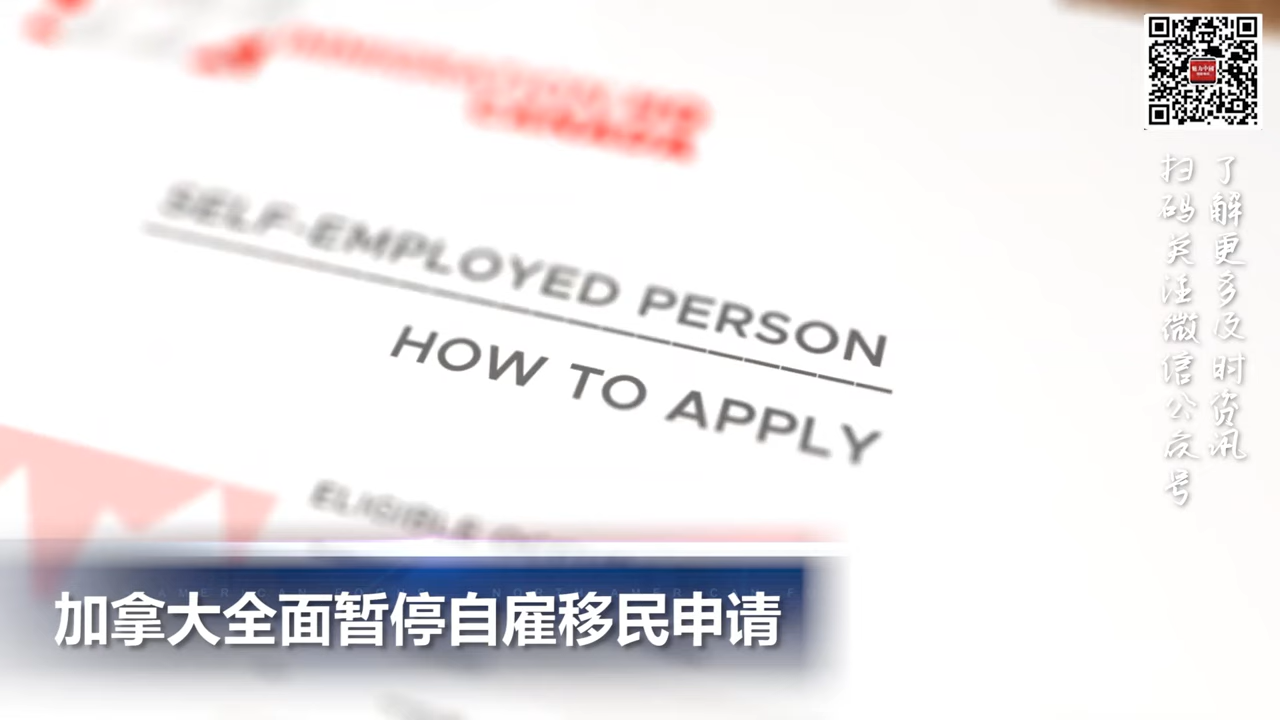 SELF-EMPLOYED PERSON
HOW TO APPLY
ELIGIBLE
加拿大全面暂停自雇移民申请
了解更多及时资讯
扫码关注微信公众号